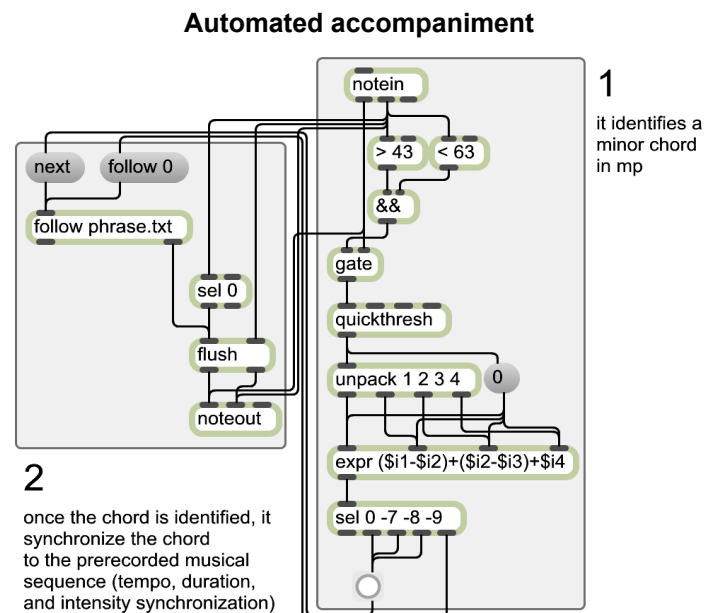 Automated accompaniment
notein
1
it identifies a
minor chord
in mp
> 43
< 63
next
follow 0
&&
follow phrase.txt
gate
sel 0
quickthresh
flush
unpack 1 2 3 4
0
noteout
expr ($i1-$i2)+($i2-$i3)+$i4
2
sel 0 -7 -8 -9
once the chord is identified, it
synchronize the chord
to the prerecorded musical
sequence (tempo, duration,
and intensity synchronization)